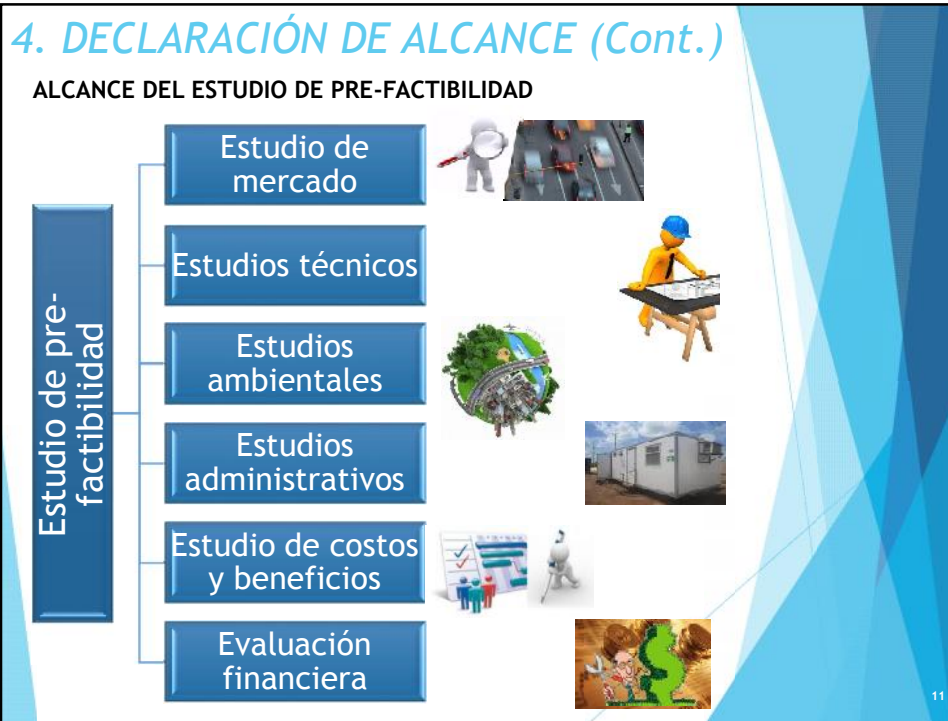 4. DECLARACIÓN DE ALCANCE (Cont.)
ALCANCE DEL ESTUDIO DE PRE-FACTIBILIDAD
Estudio de pre-
factibilidad
Estudio de
mercado
Estudios técnicos
Estudios
ambientales
Estudios
administrativos
Estudio de costos
y beneficios
Evaluación
financiera
11